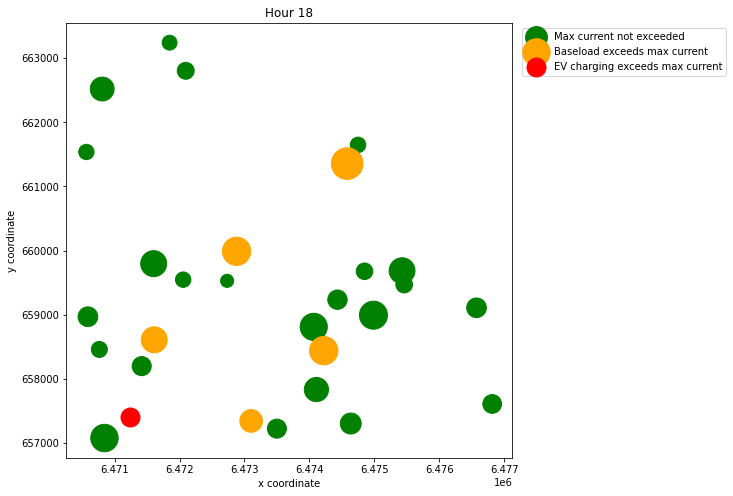 Hour 18
Max current not exceeded
Baseload exceeds max current
EV charging exceeds max current
663000
662000
661000
660000
659000
658000
657000
y coordinate
6.471 6.472 6.473 6.474 6.475 6.476 6.477
1e6
x coordinate